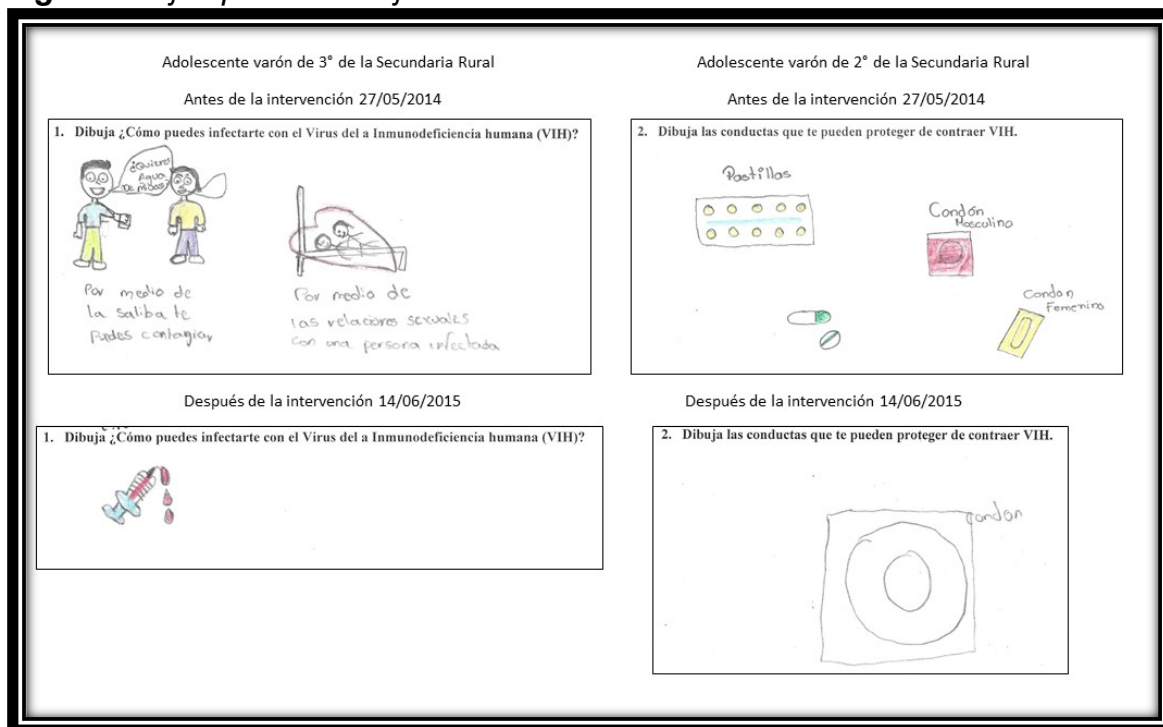 Adolescente varón de 3° de la Secundaria Rural
Antes de la intervención 27/05/2014
1. Dibuja ¿Cómo puedes infectarte con el Virus del a Inmunodeficiencia humana (VIH)?
¿Quieres
Agua
Por medio de
la saliba te
Puedes contagiar
Por medio de
las relaciones sexuales
con una persona infectada
Después de la intervención 14/06/2015
1. Dibuja ¿Cómo puedes infectarte con el Virus del a Inmunodeficiencia humana (VIH)?
Adolescente varón de 2° de la Secundaria Rural
Antes de la intervención 27/05/2014
2. Dibuja las conductas que te pueden proteger de contraer VIH.
Pastillas
Condón
Masculino
Condon
Femenino
Después de la intervención 14/06/2015
2. Dibuja las conductas que te pueden proteger de contraer VIH.
condon